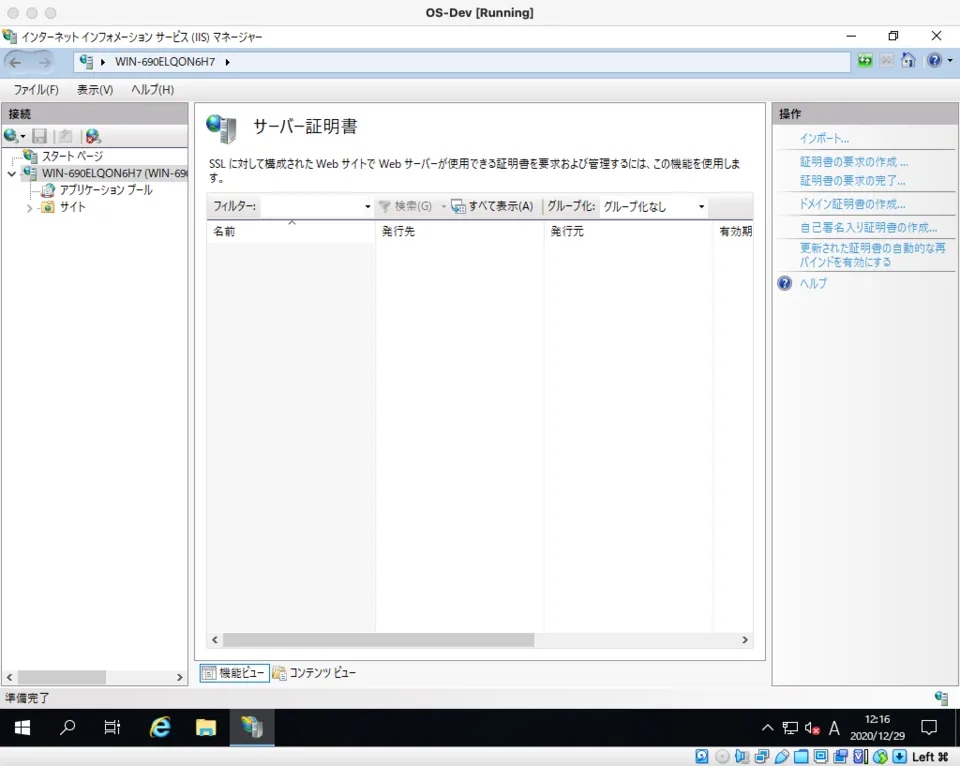 OS-Dev [Running]
インターネット インフォメーション サービス (IIS) マネージャー
WIN-690ELQON6H7
ファイル(F) 表示(V) ヘルプ(H)
接続
スタート ページ
WIN-690ELQON6H7 (WIN-690
アプリケーション プール
サイト
サーバー証明書
SSL に対して構成された Web サイトで Web サーバーが使用できる証明書を要求および管理するには、この機能を使用しま
す。
フィルター: 検索(G) すべて表示(A) グループ化: グループ化なし
名前 発行先 発行元 有効期
機能ビュー コンテンツ ビュー
操作
インポート...
証明書の要求の作成 ...
証明書の要求の完了...
ドメイン証明書の作成...
自己署名入り証明書の作成...
更新された証明書の自動的な再
バインドを有効にする
ヘルプ
準備完了
A
12:16
2020/12/29
Left ⌘